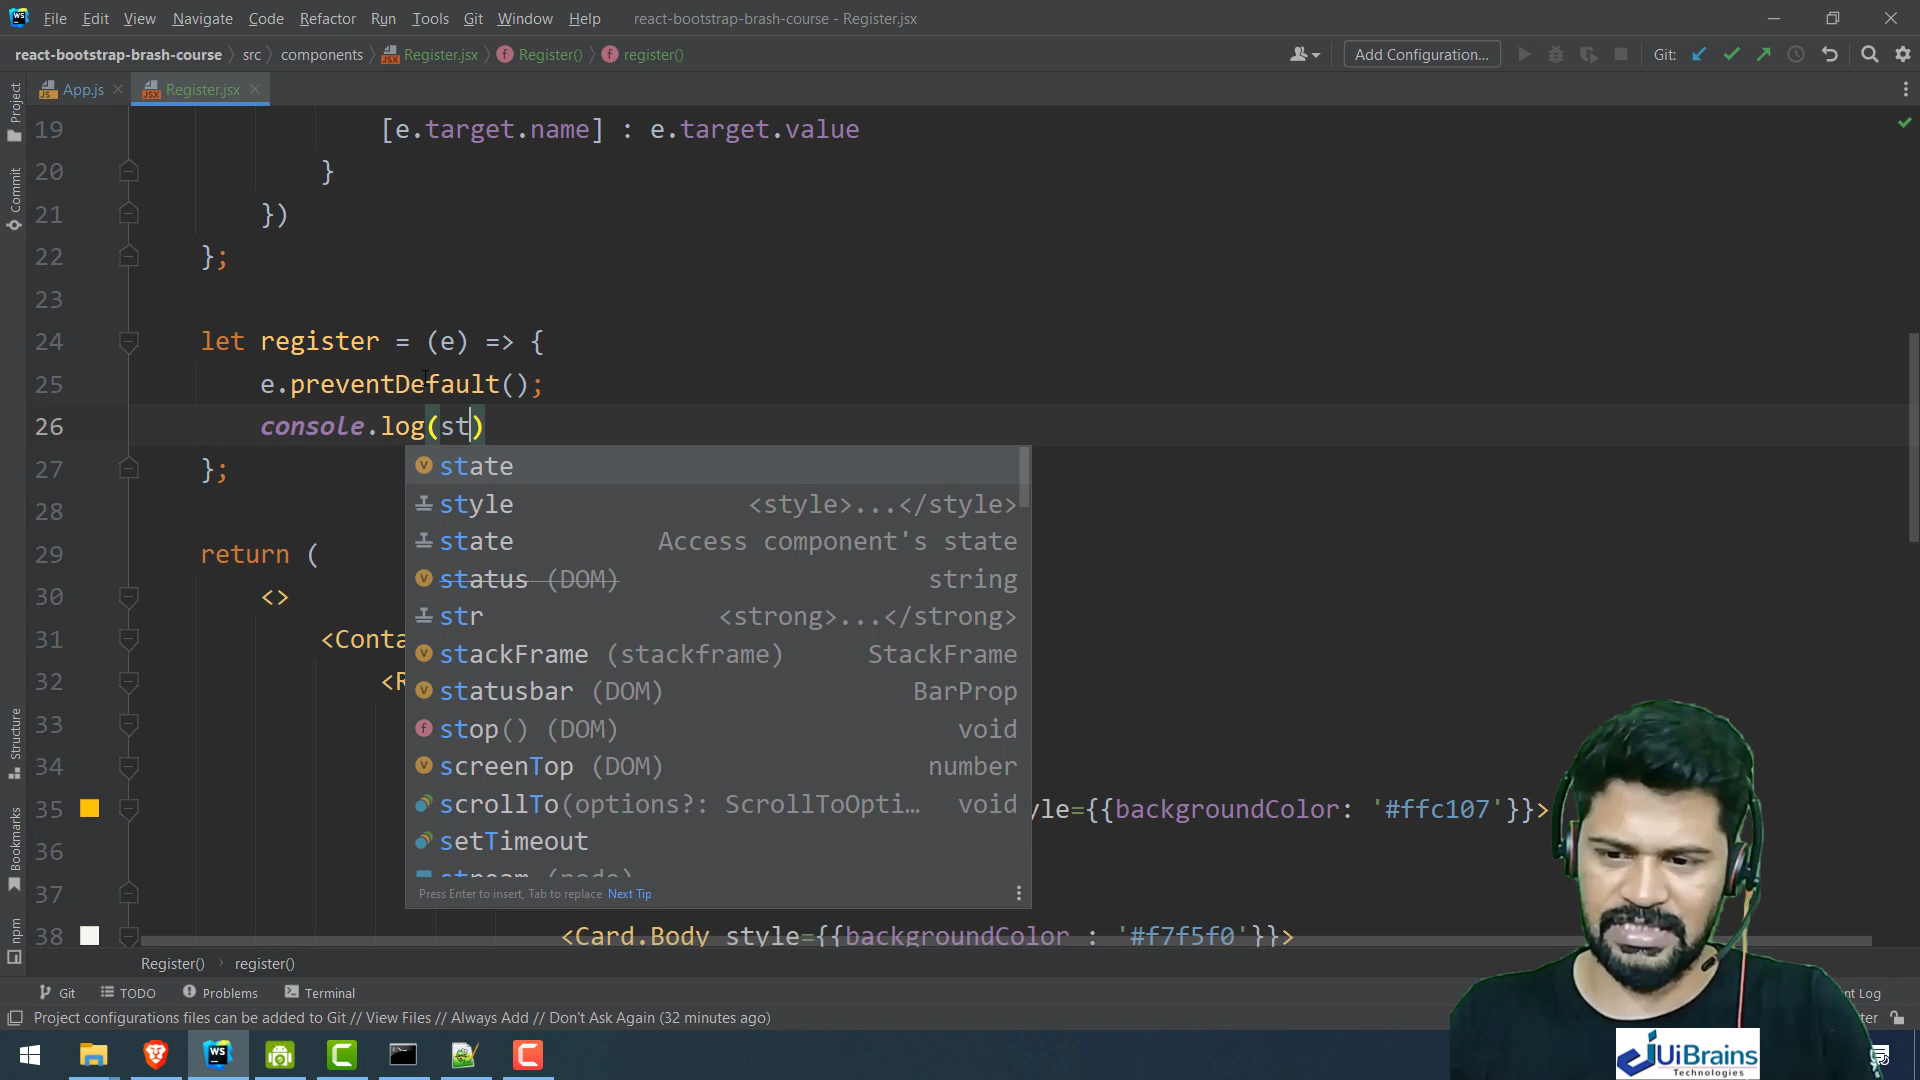 File Edit View Navigate Code Refactor Run Tools Git Window Help react-bootstrap-brash-course - Register.jsx
react-bootstrap-brash-course src components Register.jsx Register() register() Add Configuration... Git:
App.js Register.jsx
Project
Commit
Structure
Bookmarks
npm
19 [e.target.name] : e.target.value
20 }
21 })
22 };
23
24 let register = (e) => {
25 e.preventDefault();
26 console.log(st)
27 };
28
29 return (
30 <>
31 <Conta
32 <R
33
34
35 yle={{backgroundColor: '#ffc107'}}>
36
37
38 <Card.Body style={{backgroundColor : '#f7f5f0'}}>
state
style <style>...</style>
state Access component's state
status (DOM) string
str <strong>...</strong>
stackFrame (stackframe) StackFrame
statusbar (DOM) BarProp
stop() (DOM) void
screenTop (DOM) number
scrollTo(options?: ScrollToOpti... void
setTimeout
stream (node)
Press Enter to insert, Tab to replace Next Tip
Register() register()
Git TODO Problems Terminal nt Log
Project configurations files can be added to Git // View Files // Always Add // Don't Ask Again (32 minutes ago) ter
WS
UiBrains
Technologies